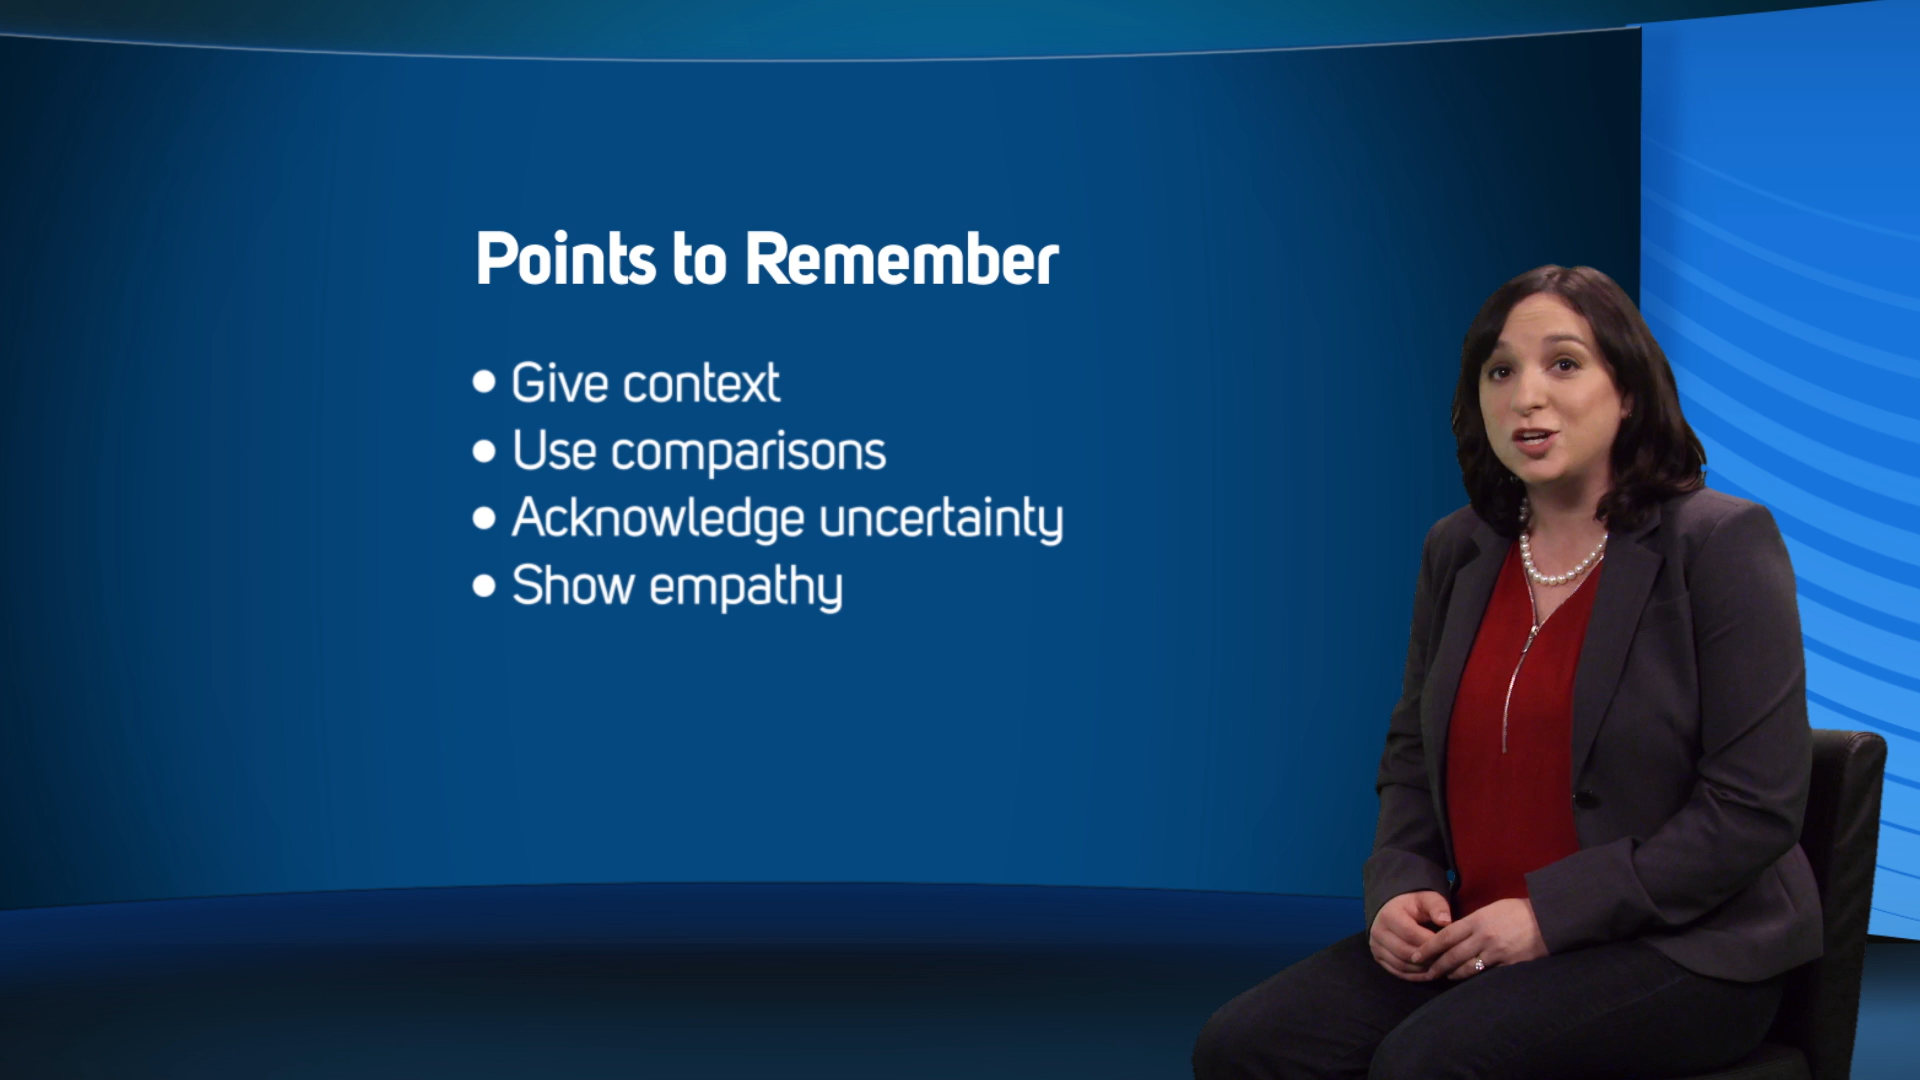 Points to Remember
• Give context
• Use comparisons
• Acknowledge uncertainty
• Show empathy